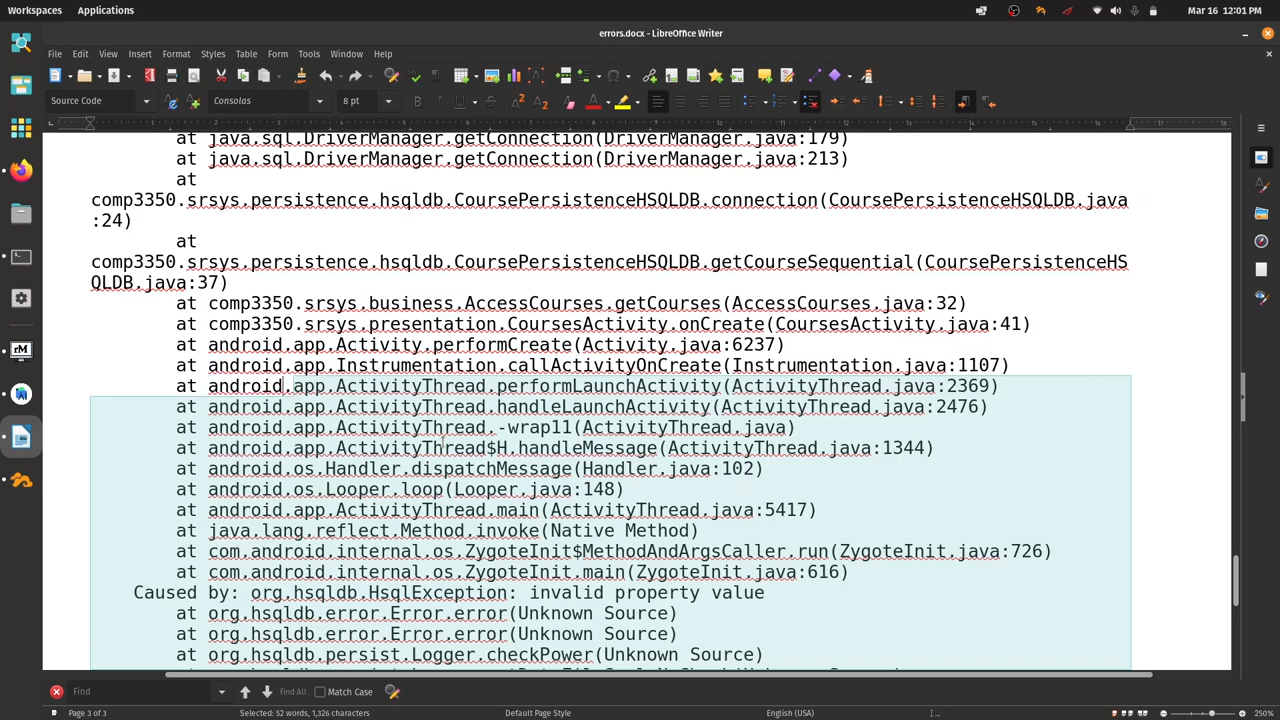 Workspaces Applications Mar 16 12:01 PM
errors.docx - LibreOffice Writer
File Edit View Insert Format Styles Table Form Tools Window Help
Source Code Consolas 8 pt
at java.sql.DriverManager.getConnection(DriverManager.java:179)
at java.sql.DriverManager.getConnection(DriverManager.java:213)
at
comp3350.srsys.persistence.hsqldb.CoursePersistenceHSQLDB.connection(CoursePersistenceHSQLDB.java
:24)
at
comp3350.srsys.persistence.hsqldb.CoursePersistenceHSQLDB.getCourseSequential(CoursePersistenceHS
QLDB.java:37)
at comp3350.srsys.business.AccessCourses.getCourses(AccessCourses.java:32)
at comp3350.srsys.presentation.CoursesActivity.onCreate(CoursesActivity.java:41)
at android.app.Activity.performCreate(Activity.java:6237)
at android.app.Instrumentation.callActivityOnCreate(Instrumentation.java:1107)
at android.app.ActivityThread.performLaunchActivity(ActivityThread.java:2369)
at android.app.ActivityThread.handleLaunchActivity(ActivityThread.java:2476)
at android.app.ActivityThread.-wrap11(ActivityThread.java)
at android.app.ActivityThread$H.handleMessage(ActivityThread.java:1344)
at android.os.Handler.dispatchMessage(Handler.java:102)
at android.os.Looper.loop(Looper.java:148)
at android.app.ActivityThread.main(ActivityThread.java:5417)
at java.lang.reflect.Method.invoke(Native Method)
at com.android.internal.os.ZygoteInit$MethodAndArgsCaller.run(ZygoteInit.java:726)
at com.android.internal.os.ZygoteInit.main(ZygoteInit.java:616)
Caused by: org.hsqldb.HsqlException: invalid property value
at org.hsqldb.error.Error.error(Unknown Source)
at org.hsqldb.error.Error.error(Unknown Source)
at org.hsqldb.persist.Logger.checkPower(Unknown Source)
Find Find All Match Case
Page 3 of 3 Selected: 52 words, 1,326 characters Default Page Style English (USA) 250%